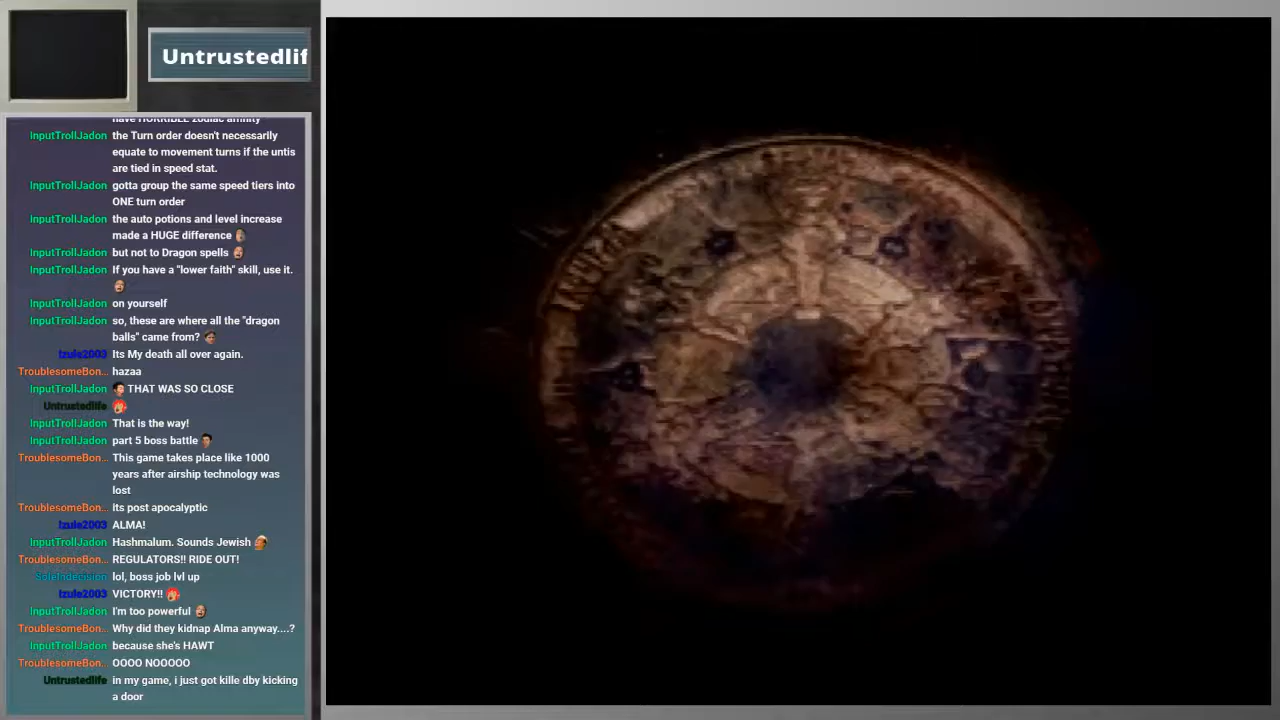 Untrustedlif
have HORRIBLE zodiac affinity
InputTrollJadon the Turn order doesn't necessarily
equate to movement turns if the untis
are tied in speed stat.
InputTrollJadon gotta group the same speed tiers into
ONE turn order
InputTrollJadon the auto potions and level increase
made a HUGE difference
InputTrollJadon but not to Dragon spells
InputTrollJadon If you have a "lower faith" skill, use it.
InputTrollJadon on yourself
InputTrollJadon so, these are where all the "dragon
balls" came from?
Izule2003 Its My death all over again.
TroublesomeBon... hazaa
InputTrollJadon THAT WAS SO CLOSE
Untrustedlife
InputTrollJadon That is the way!
InputTrollJadon part 5 boss battle
TroublesomeBon... This game takes place like 1000
years after airship technology was
lost
TroublesomeBon... its post apocalyptic
Izule2003 ALMA!
InputTrollJadon Hashmalum. Sounds Jewish
TroublesomeBon... REGULATORS!! RIDE OUT!
SoleIndecision lol, boss job lvl up
Izule2003 VICTORY!!
InputTrollJadon I'm too powerful
TroublesomeBon... Why did they kidnap Alma anyway....?
InputTrollJadon because she's HAWT
TroublesomeBon... OOOO NOOOOO
Untrustedlife in my game, i just got kille dby kicking
a door